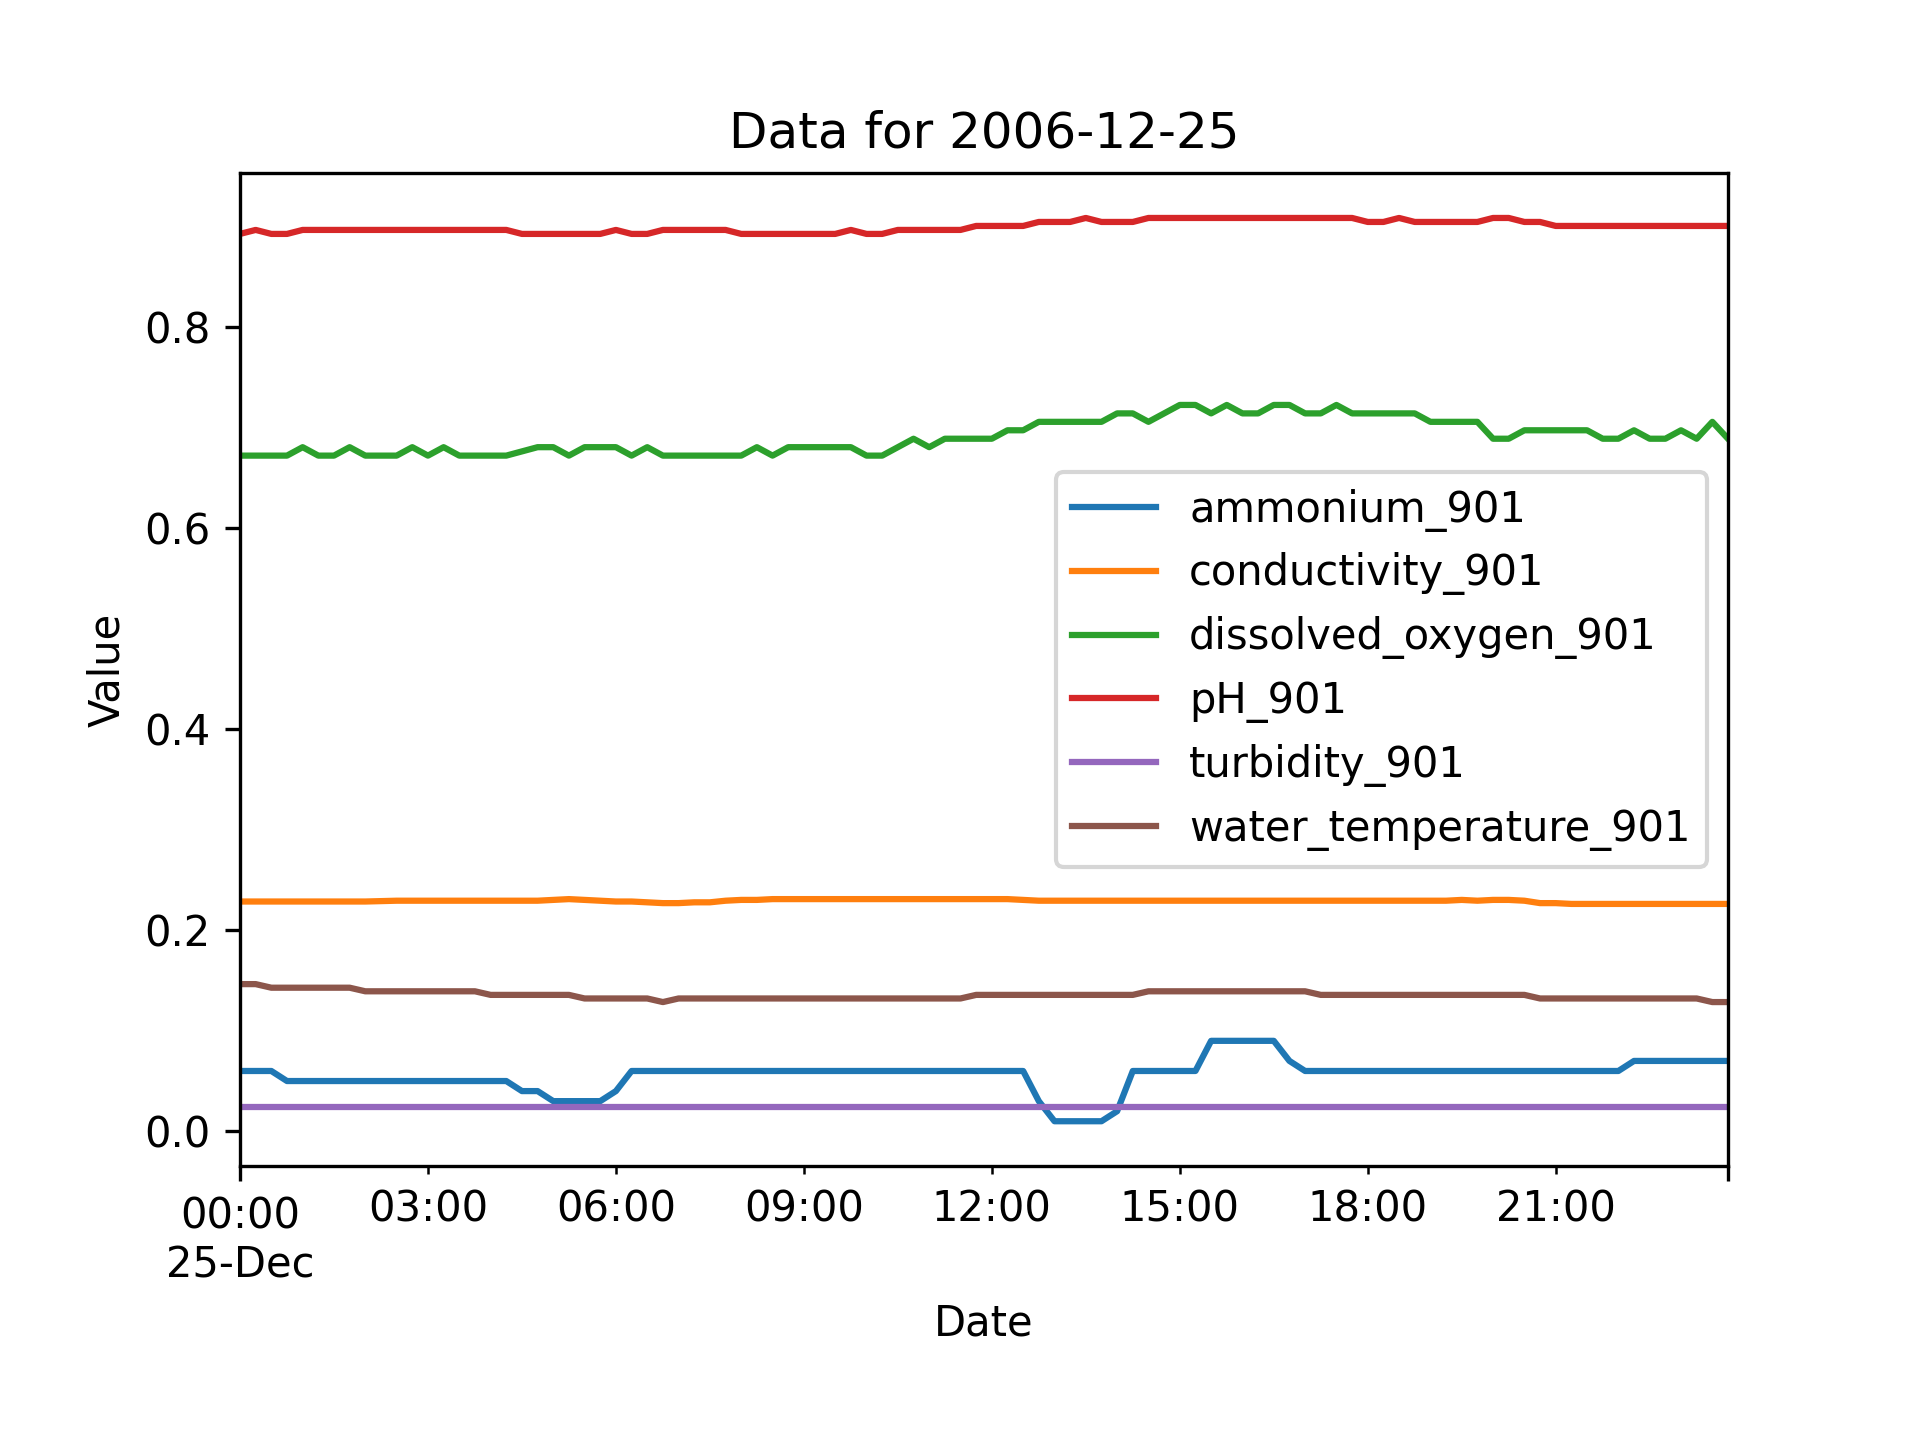 Data for 2006-12-25
Value
0.8
0.6
0.4
0.2
0.0
ammonium_901
conductivity_901
dissolved_oxygen_901
pH_901
turbidity_901
water_temperature_901
00:00 03:00 06:00 09:00 12:00 15:00 18:00 21:00
25-Dec
Date